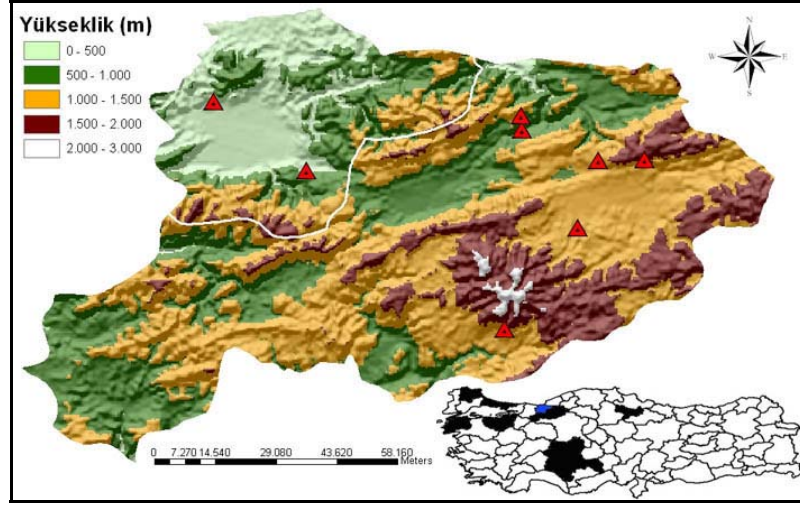 Yükseklik (m)
0 - 500
500 - 1.000
1.000 - 1.500
1.500 - 2.000
2.000 - 3.000
N
W E
S
0 7.270 14.540 29.080 43.620 58.160
Meters